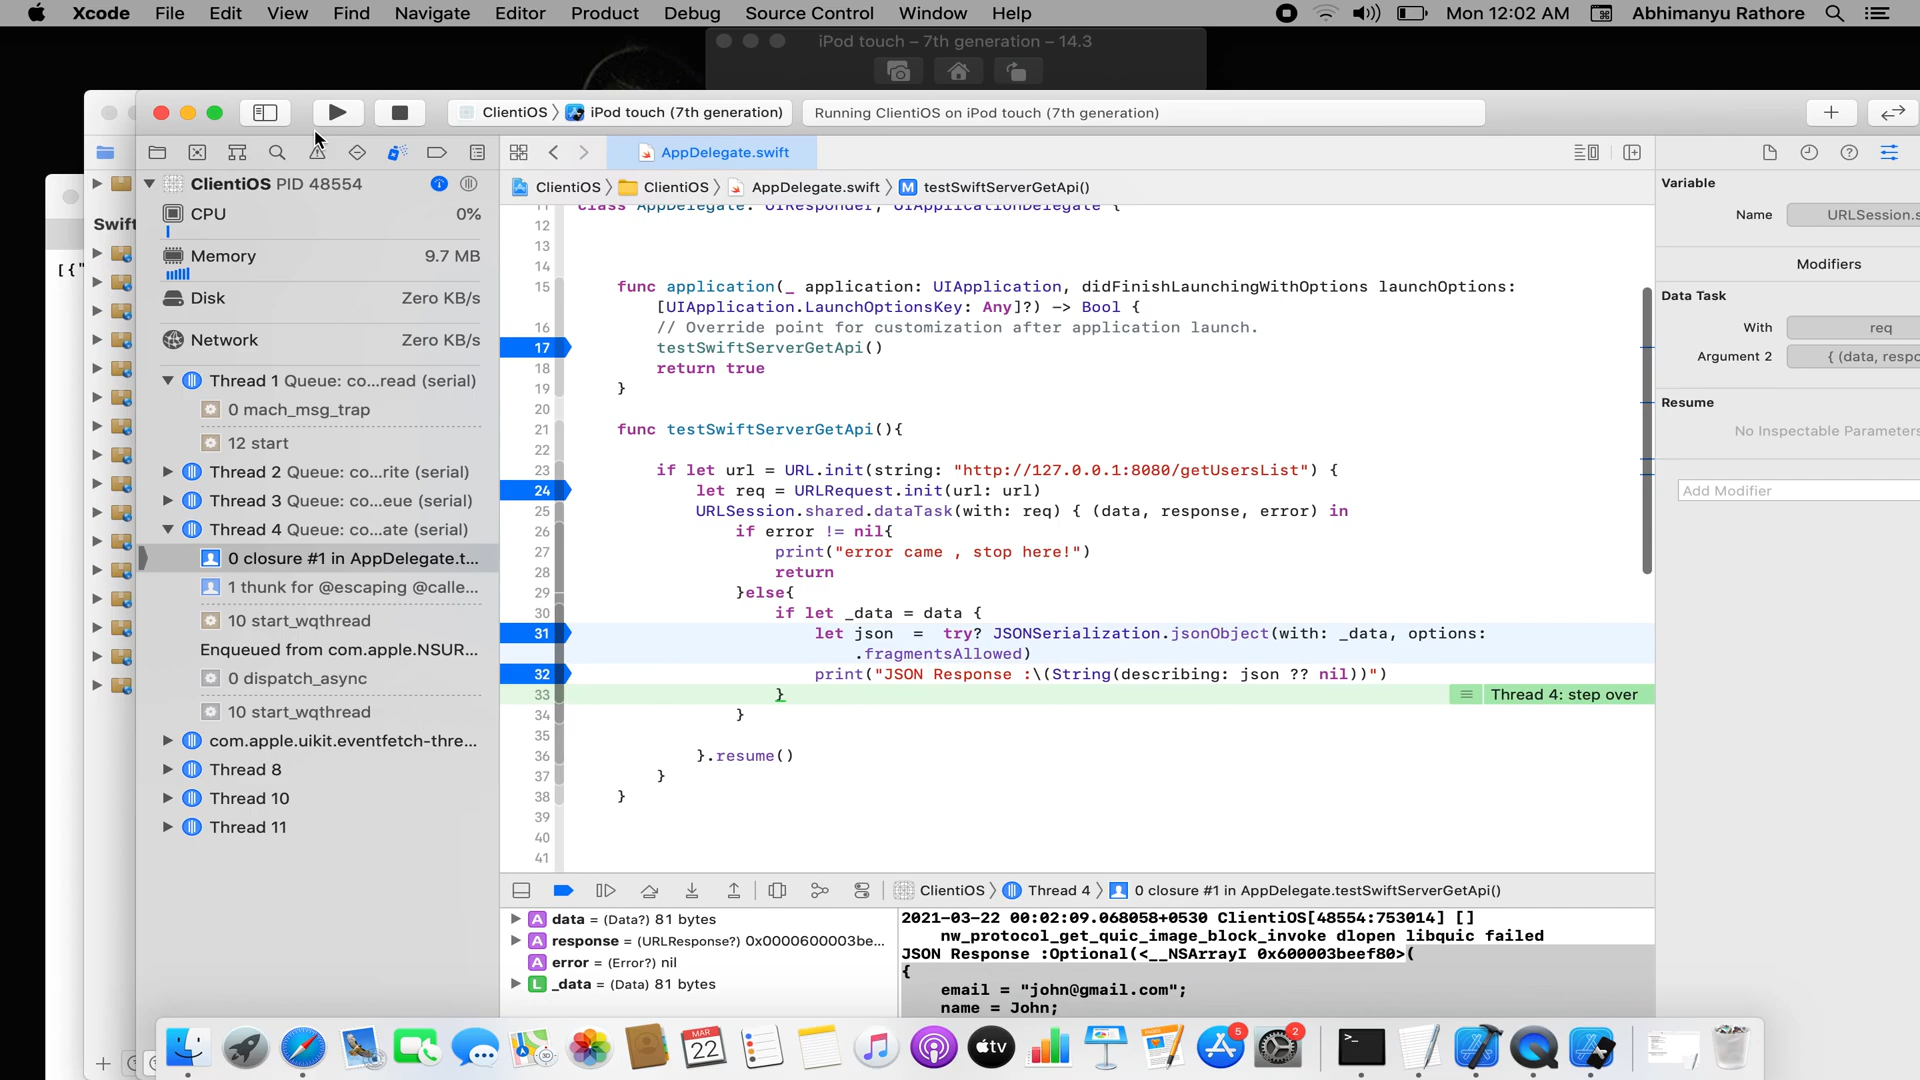 Xcode File Edit View Find Navigate Editor Product Debug Source Control Window Help Mon 12:02 AM Abhimanyu Rathore
iPod touch – 7th generation – 14.3
ClientiOS iPod touch (7th generation) Running ClientiOS on iPod touch (7th generation)
AppDelegate.swift
ClientiOS ClientiOS AppDelegate.swift M testSwiftServerGetApi()
Swift
[{"
ClientiOS PID 48554
CPU 0%
Memory 9.7 MB
Disk Zero KB/s
Network Zero KB/s
Thread 1 Queue: co...read (serial)
0 mach_msg_trap
12 start
Thread 2 Queue: co...rite (serial)
Thread 3 Queue: co...eue (serial)
Thread 4 Queue: co...ate (serial)
0 closure #1 in AppDelegate.t...
1 thunk for @escaping @calle...
10 start_wqthread
Enqueued from com.apple.NSUR...
0 dispatch_async
10 start_wqthread
com.apple.uikit.eventfetch-thre...
Thread 8
Thread 10
Thread 11
11 class AppDelegate: UIResponder, UIApplicationDelegate {
12
13
14
15 func application(_ application: UIApplication, didFinishLaunchingWithOptions launchOptions:
[UIApplication.LaunchOptionsKey: Any]?) -> Bool {
16 // Override point for customization after application launch.
17 testSwiftServerGetApi()
18 return true
19 }
20
21 func testSwiftServerGetApi(){
22
23 if let url = URL.init(string: "http://127.0.0.1:8080/getUsersList") {
24 let req = URLRequest.init(url: url)
25 URLSession.shared.dataTask(with: req) { (data, response, error) in
26 if error != nil{
27 print("error came , stop here!")
28 return
29 }else{
30 if let _data = data {
31 let json = try? JSONSerialization.jsonObject(with: _data, options:
.fragmentsAllowed)
32 print("JSON Response :\(String(describing: json ?? nil))")
33 } Thread 4: step over
34 }
35
36 }.resume()
37 }
38 }
39
40
41
Variable
Name URLSession.s
Modifiers
Data Task
With req
Argument 2 { (data, respo
Resume
No Inspectable Parameters
Add Modifier
ClientiOS Thread 4 0 closure #1 in AppDelegate.testSwiftServerGetApi()
A data = (Data?) 81 bytes
A response = (URLResponse?) 0x0000600003be...
A error = (Error?) nil
L _data = (Data) 81 bytes
2021-03-22 00:02:09.068058+0530 ClientiOS[48554:753014] []
nw_protocol_get_quic_image_block_invoke dlopen libquic failed
JSON Response :Optional(<__NSArrayI 0x600003beef80>(
{
email = "john@gmail.com";
name = John;
MAR
22
3D
tv
5
2